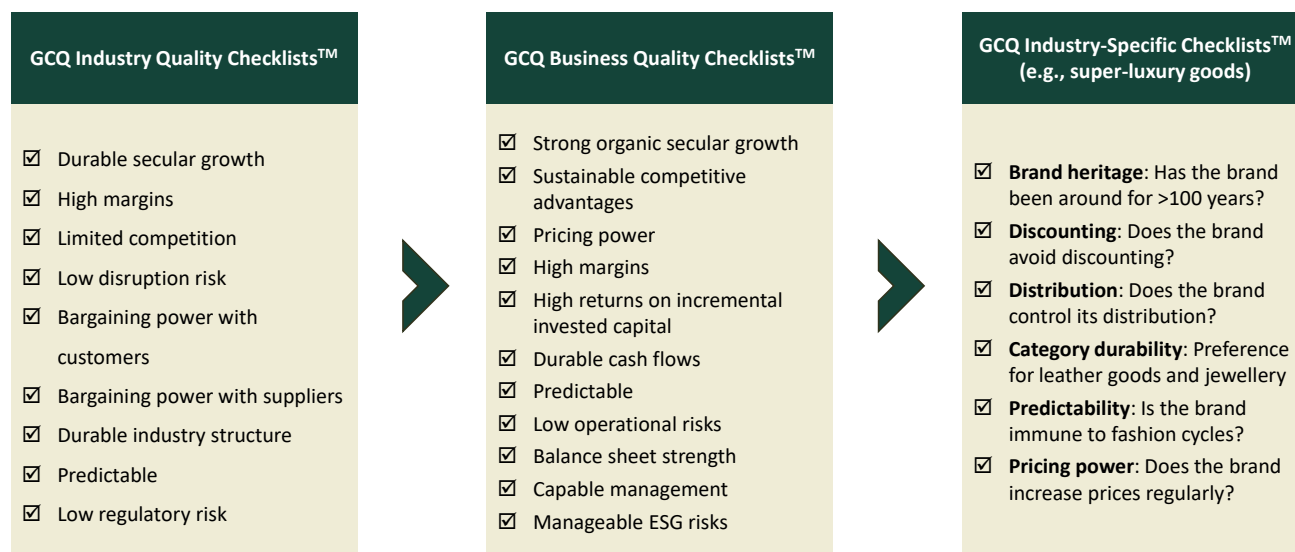 GCQ Industry Quality Checklists™
Durable secular growth
High margins
Limited competition
Low disruption risk
Bargaining power with
customers
Bargaining power with suppliers
Durable industry structure
Predictable
Low regulatory risk
GCQ Business Quality Checklists™
Strong organic secular growth
Sustainable competitive
advantages
Pricing power
High margins
High returns on incremental
invested capital
Durable cash flows
Predictable
Low operational risks
Balance sheet strength
Capable management
Manageable ESG risks
GCQ Industry-Specific Checklists™
(e.g., super-luxury goods)
Brand heritage: Has the brand
been around for >100 years?
Discounting: Does the brand
avoid discounting?
Distribution: Does the brand
control its distribution?
Category durability: Preference
for leather goods and jewellery
Predictability: Is the brand
immune to fashion cycles?
Pricing power: Does the brand
increase prices regularly?